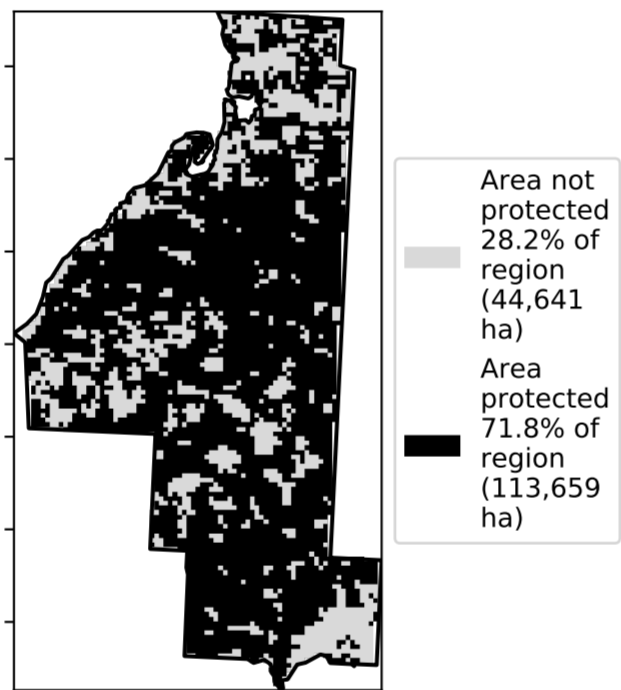 Area not
protected
28.2% of
region
(44,641
ha)
Area
protected
71.8% of
region
(113,659
ha)